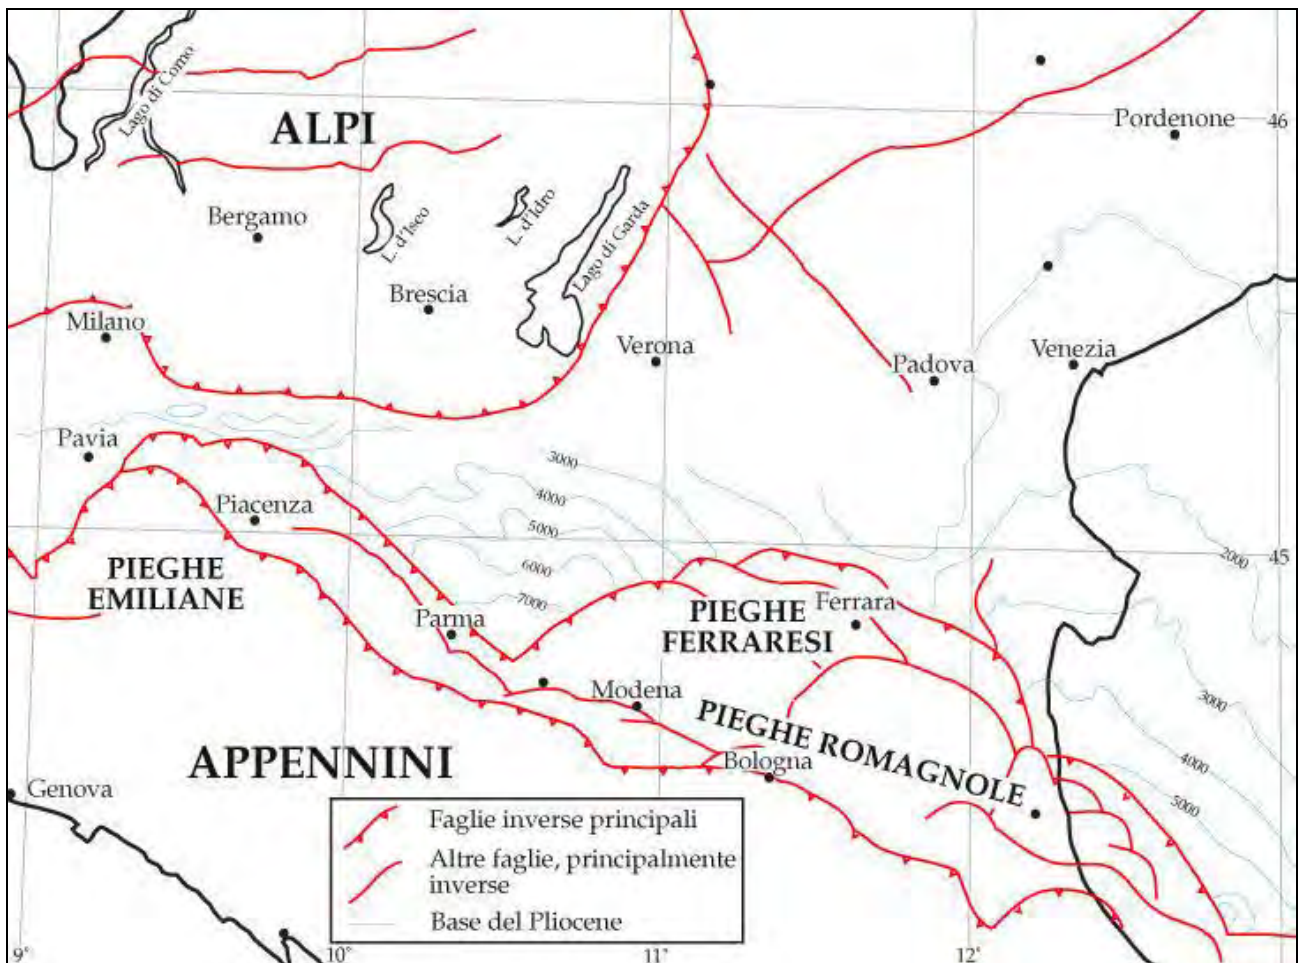 Lago di Como
ALPI
Pordenone
46
Bergamo
L. d'Iseo
L. d'Idro
Lago di Garda
Brescia
Milano
Verona
Padova
Venezia
Pavia
3000
4000
Piacenza
5000
2000
45
6000
PIEGHE
EMILIANE
7000
Parma
PIEGHE
FERRARESI
Ferrara
Modena
3000
PIEGHE ROMAGNOLE
APPENNINI
Bologna
4000
5000
Genova
Faglie inverse principali
Altre faglie, principalmente
inverse
Base del Pliocene
9°
10°
11°
12°